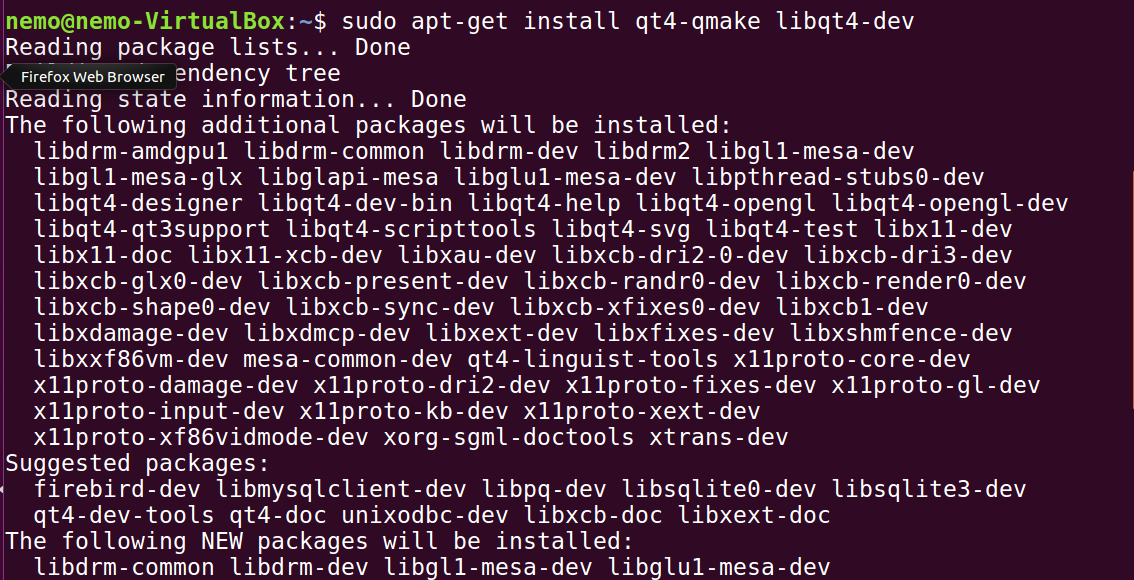 nemo@nemo-VirtualBox:~$ sudo apt-get install qt4-qmake libqt4-dev
Reading package lists... Done
Firefox Web Browser endency tree
Reading state information... Done
The following additional packages will be installed:
libdrm-amdgpu1 libdrm-common libdrm-dev libdrm2 libgl1-mesa-dev
libgl1-mesa-glx libglapi-mesa libglu1-mesa-dev libpthread-stubs0-dev
libqt4-designer libqt4-dev-bin libqt4-help libqt4-opengl libqt4-opengl-dev
libqt4-qt3support libqt4-scripttools libqt4-svg libqt4-test libx11-dev
libx11-doc libx11-xcb-dev libxau-dev libxcb-dri2-0-dev libxcb-dri3-dev
libxcb-glx0-dev libxcb-present-dev libxcb-randr0-dev libxcb-render0-dev
libxcb-shape0-dev libxcb-sync-dev libxcb-xfixes0-dev libxcb1-dev
libxdamage-dev libxdmcp-dev libxext-dev libxfixes-dev libxshmfence-dev
libxxf86vm-dev mesa-common-dev qt4-linguist-tools x11proto-core-dev
x11proto-damage-dev x11proto-dri2-dev x11proto-fixes-dev x11proto-gl-dev
x11proto-input-dev x11proto-kb-dev x11proto-xext-dev
x11proto-xf86vidmode-dev xorg-sgml-doctools xtrans-dev
Suggested packages:
firebird-dev libmysqlclient-dev libpq-dev libsqlite0-dev libsqlite3-dev
qt4-dev-tools qt4-doc unixodbc-dev libxcb-doc libxext-doc
The following NEW packages will be installed:
libdrm-common libdrm-dev libgl1-mesa-dev libglu1-mesa-dev